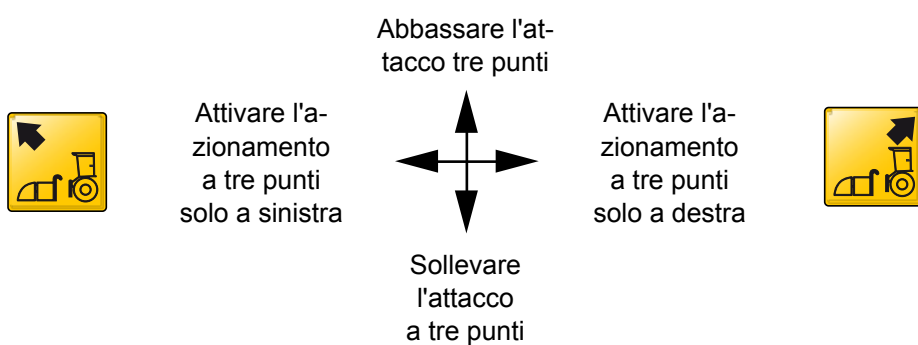 Abbassare l'at-
tacco tre punti
Attivare l'a-
zionamento
a tre punti
solo a sinistra
Attivare l'a-
zionamento
a tre punti
solo a destra
Sollevare
l'attacco
a tre punti